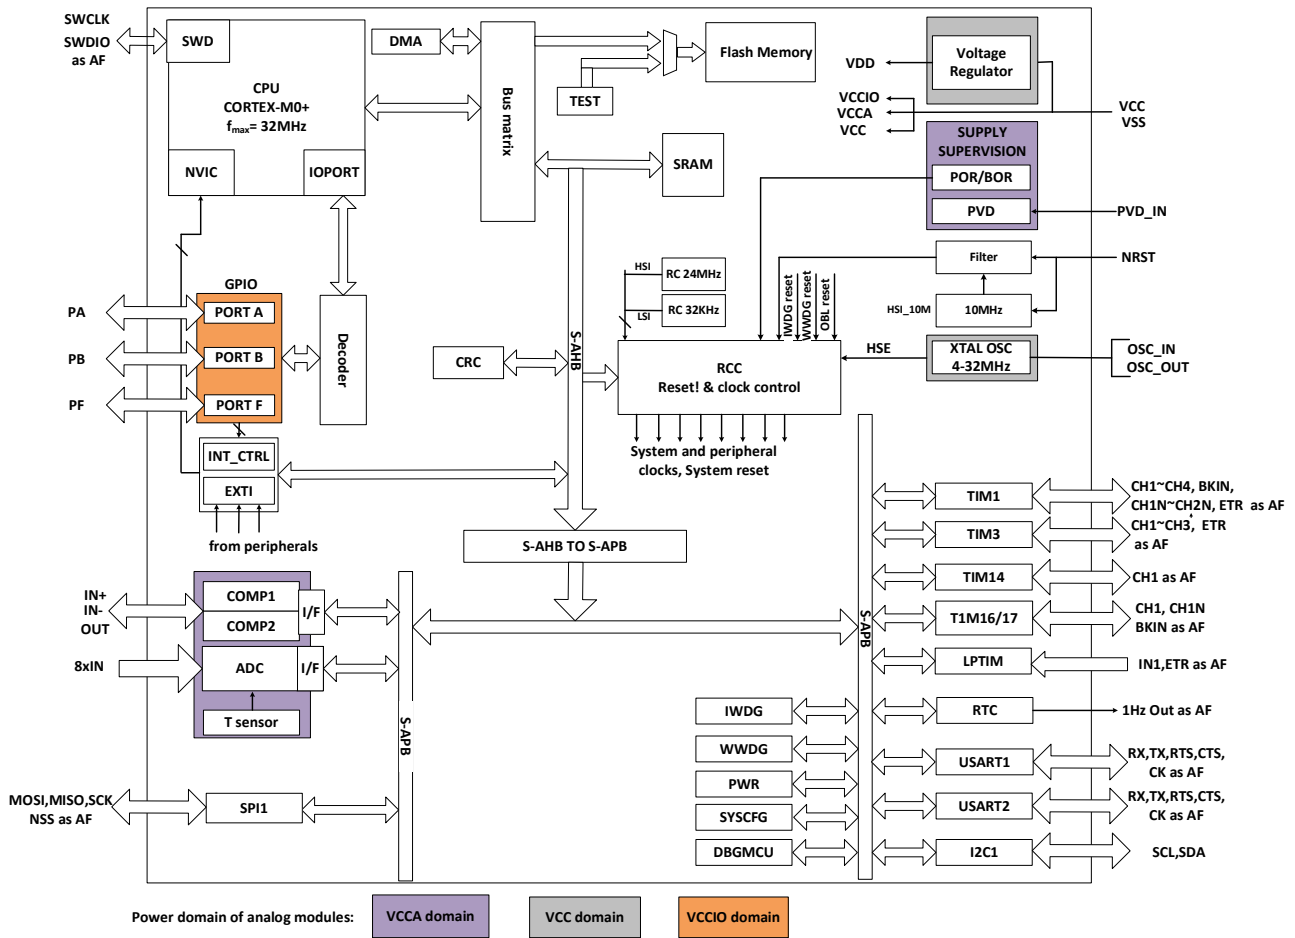 SWCLK
SWDIO
as AF
SWD
CPU
CORTEX-M0+
fmax= 32MHz
NVIC
IOPORT
DMA
Bus matrix
TEST
Flash Memory
SRAM
Voltage
Regulator
VDD
VCCIO
VCCA
VCC
VCC
VSS
SUPPLY
SUPERVISION
POR/BOR
PVD
PVD_IN
Filter
NRST
HSI_10M
10MHz
XTAL OSC
4-32MHz
HSE
OSC_IN
OSC_OUT
HSI
RC 24MHz
LSI
RC 32KHz
IWDG reset
WWDG reset
OBL reset
RCC
Reset! & clock control
System and peripheral
clocks, System reset
GPIO
PA
PORT A
PB
PORT B
PF
PORT F
Decoder
CRC
S-AHB
INT_CTRL
EXTI
from peripherals
S-AHB TO S-APB
IN+
IN-
OUT
COMP1
COMP2
I/F
8xIN
ADC
I/F
T sensor
S-APB
MOSI,MISO,SCK
NSS as AF
SPI1
S-APB
TIM1
CH1~CH4, BKIN,
CH1N~CH2N, ETR as AF
TIM3
CH1~CH3, ETR
as AF
TIM14
CH1 as AF
T1M16/17
CH1, CH1N
BKIN as AF
LPTIM
IN1,ETR as AF
IWDG
RTC
1Hz Out as AF
WWDG
USART1
RX,TX,RTS,CTS,
CK as AF
PWR
SYSCFG
USART2
RX,TX,RTS,CTS,
CK as AF
DBGMCU
I2C1
SCL,SDA
Power domain of analog modules:
VCCA domain
VCC domain
VCCIO domain